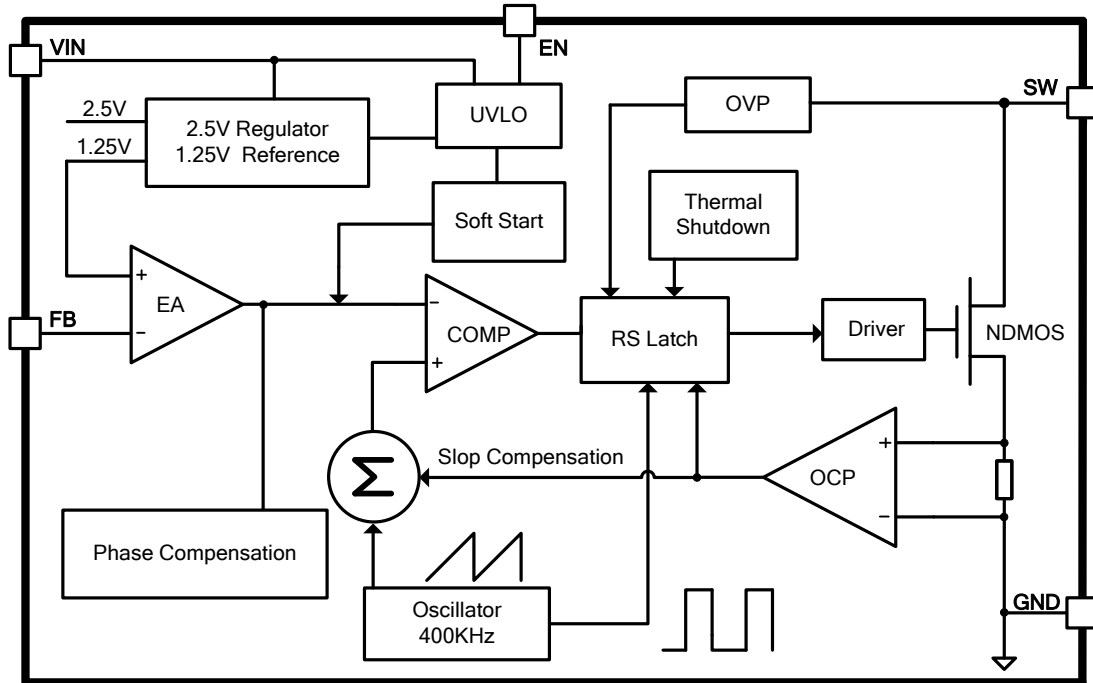 VIN
EN
SW
2.5V
1.25V
2.5V Regulator
1.25V Reference
UVLO
OVP
Soft Start
Thermal
Shutdown
FB
+
EA
−
−
COMP
+
RS Latch
Driver
NDMOS
Σ
Slop Compensation
+
OCP
−
Phase Compensation
Oscillator
400KHz
GND